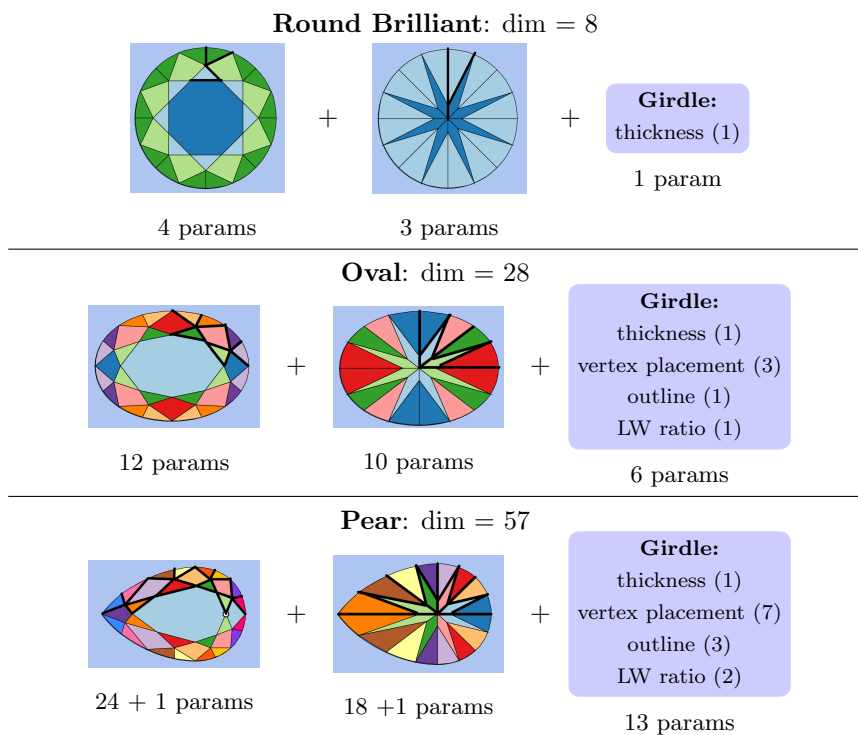 Round Brilliant: dim = 8
+
+
Girdle:
thickness (1)
1 param
4 params
3 params
Oval: dim = 28
+
+
Girdle:
thickness (1)
vertex placement (3)
outline (1)
LW ratio (1)
12 params
10 params
6 params
Pear: dim = 57
+
+
Girdle:
thickness (1)
vertex placement (7)
outline (3)
LW ratio (2)
24 + 1 params
18 +1 params
13 params